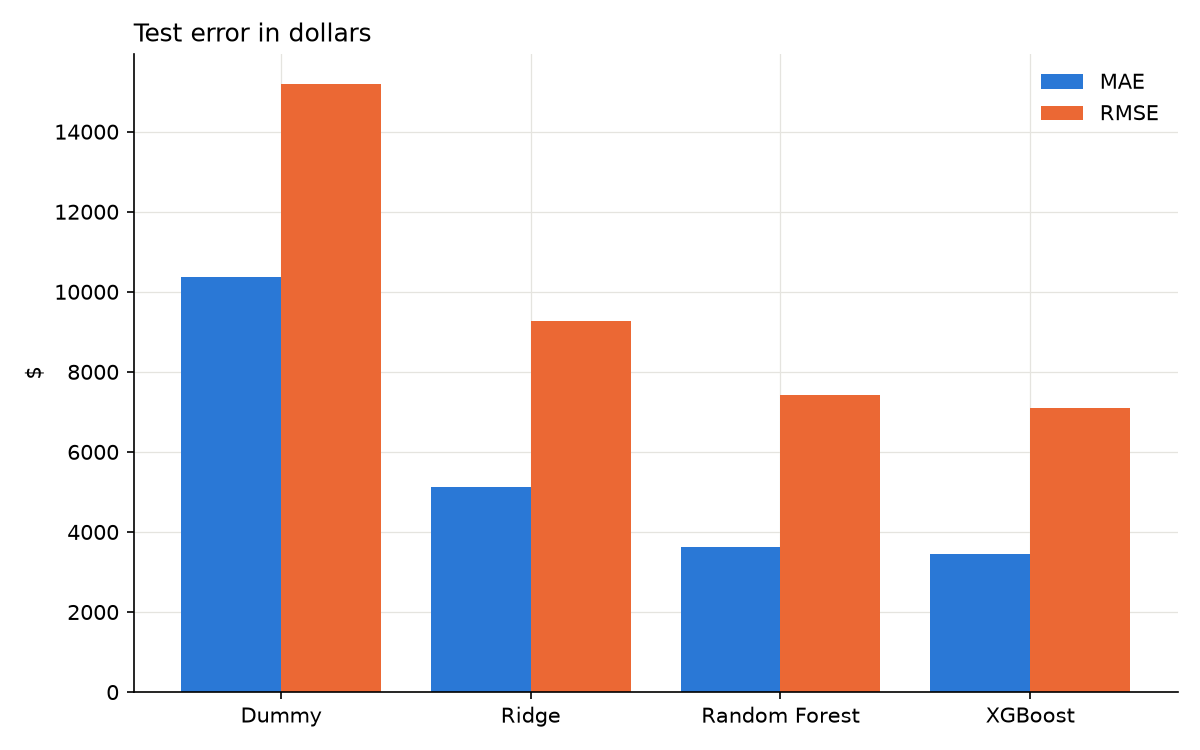 Test error in dollars
MAE
RMSE
14000
12000
10000
8000
6000
4000
2000
0
$
Dummy
Ridge
Random Forest
XGBoost